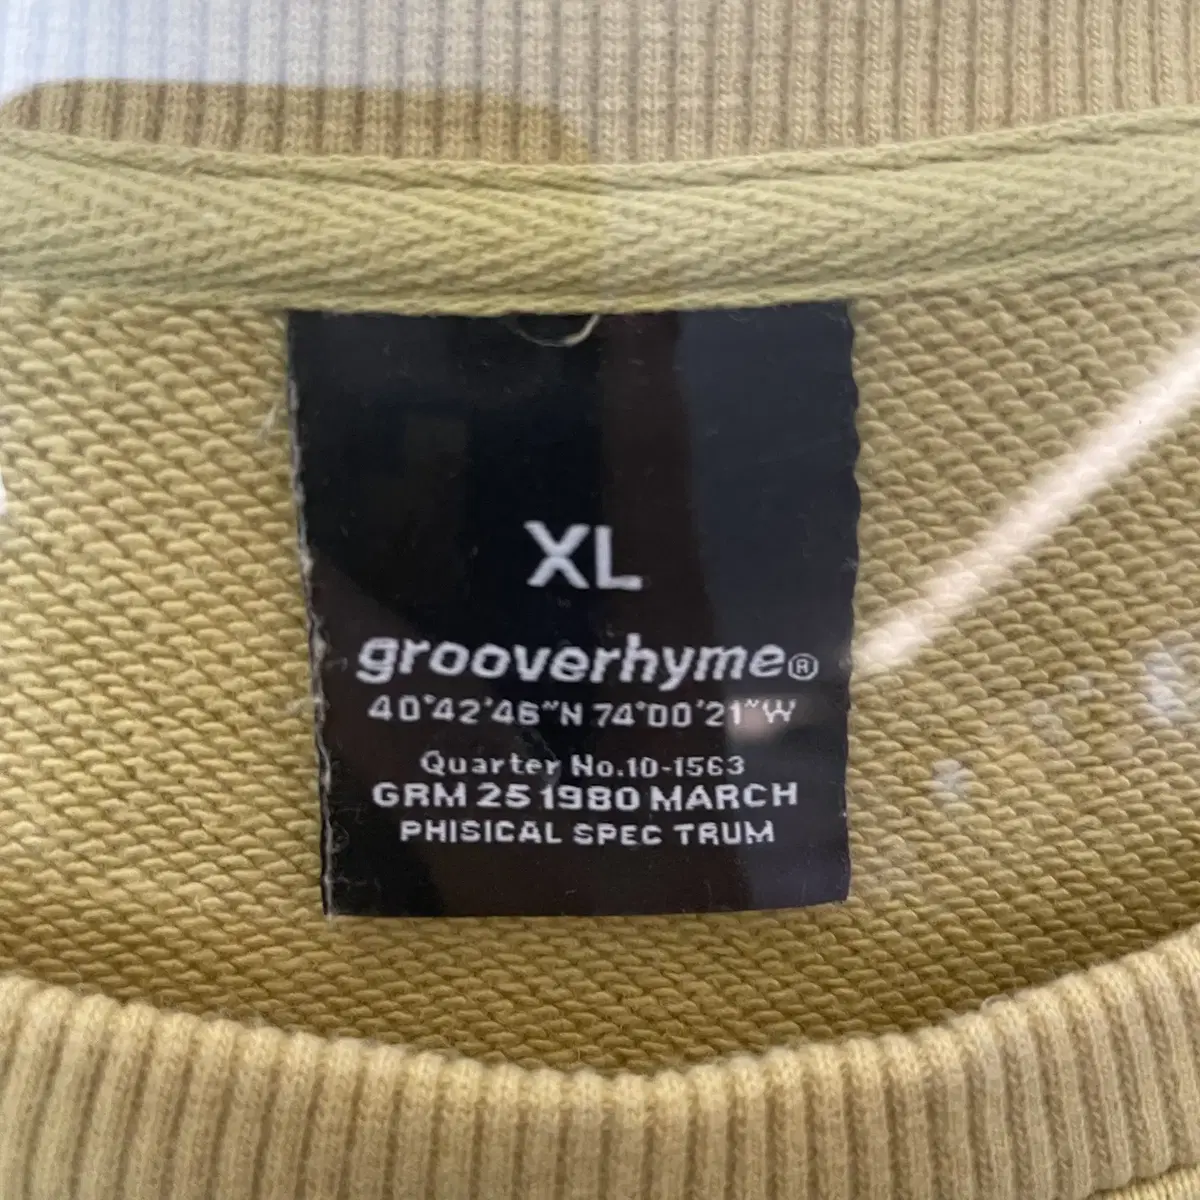 XL
grooverhyme®
40°42'46"N 74°00'21"W
Quarter No.10-1563
GRM 25 1980 MARCH
PHISICAL SPEC TRUM